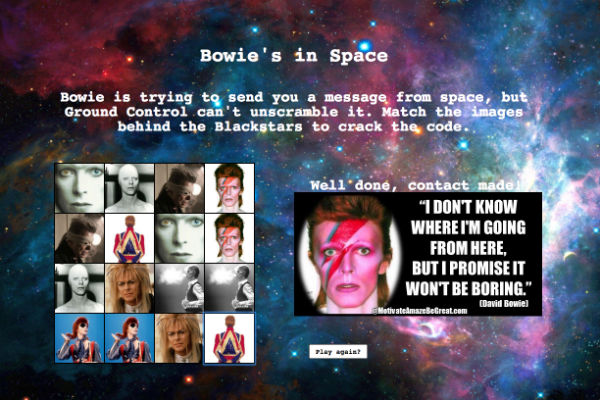 Bowie's in Space
Bowie is trying to send you a message from space, but
Ground Control can't unscramble it. Match the images
behind the Blackstars to crack the code.
Well done, contact made!
“I DON'T KNOW
WHERE I'M GOING
FROM HERE,
BUT I PROMISE IT
WON'T BE BORING.”
(David Bowie)
@MotivateAmazeBeGreat.com
Play again?